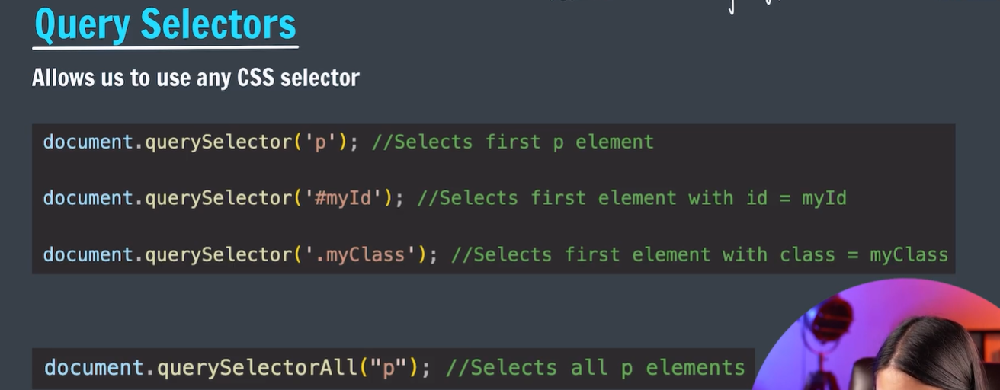 Query Selectors
Allows us to use any CSS selector
document.querySelector('p'); //Selects first p element
document.querySelector('#myId'); //Selects first element with id = myId
document.querySelector('.myClass'); //Selects first element with class = myClass
document.querySelectorAll("p"); //Selects all p elements